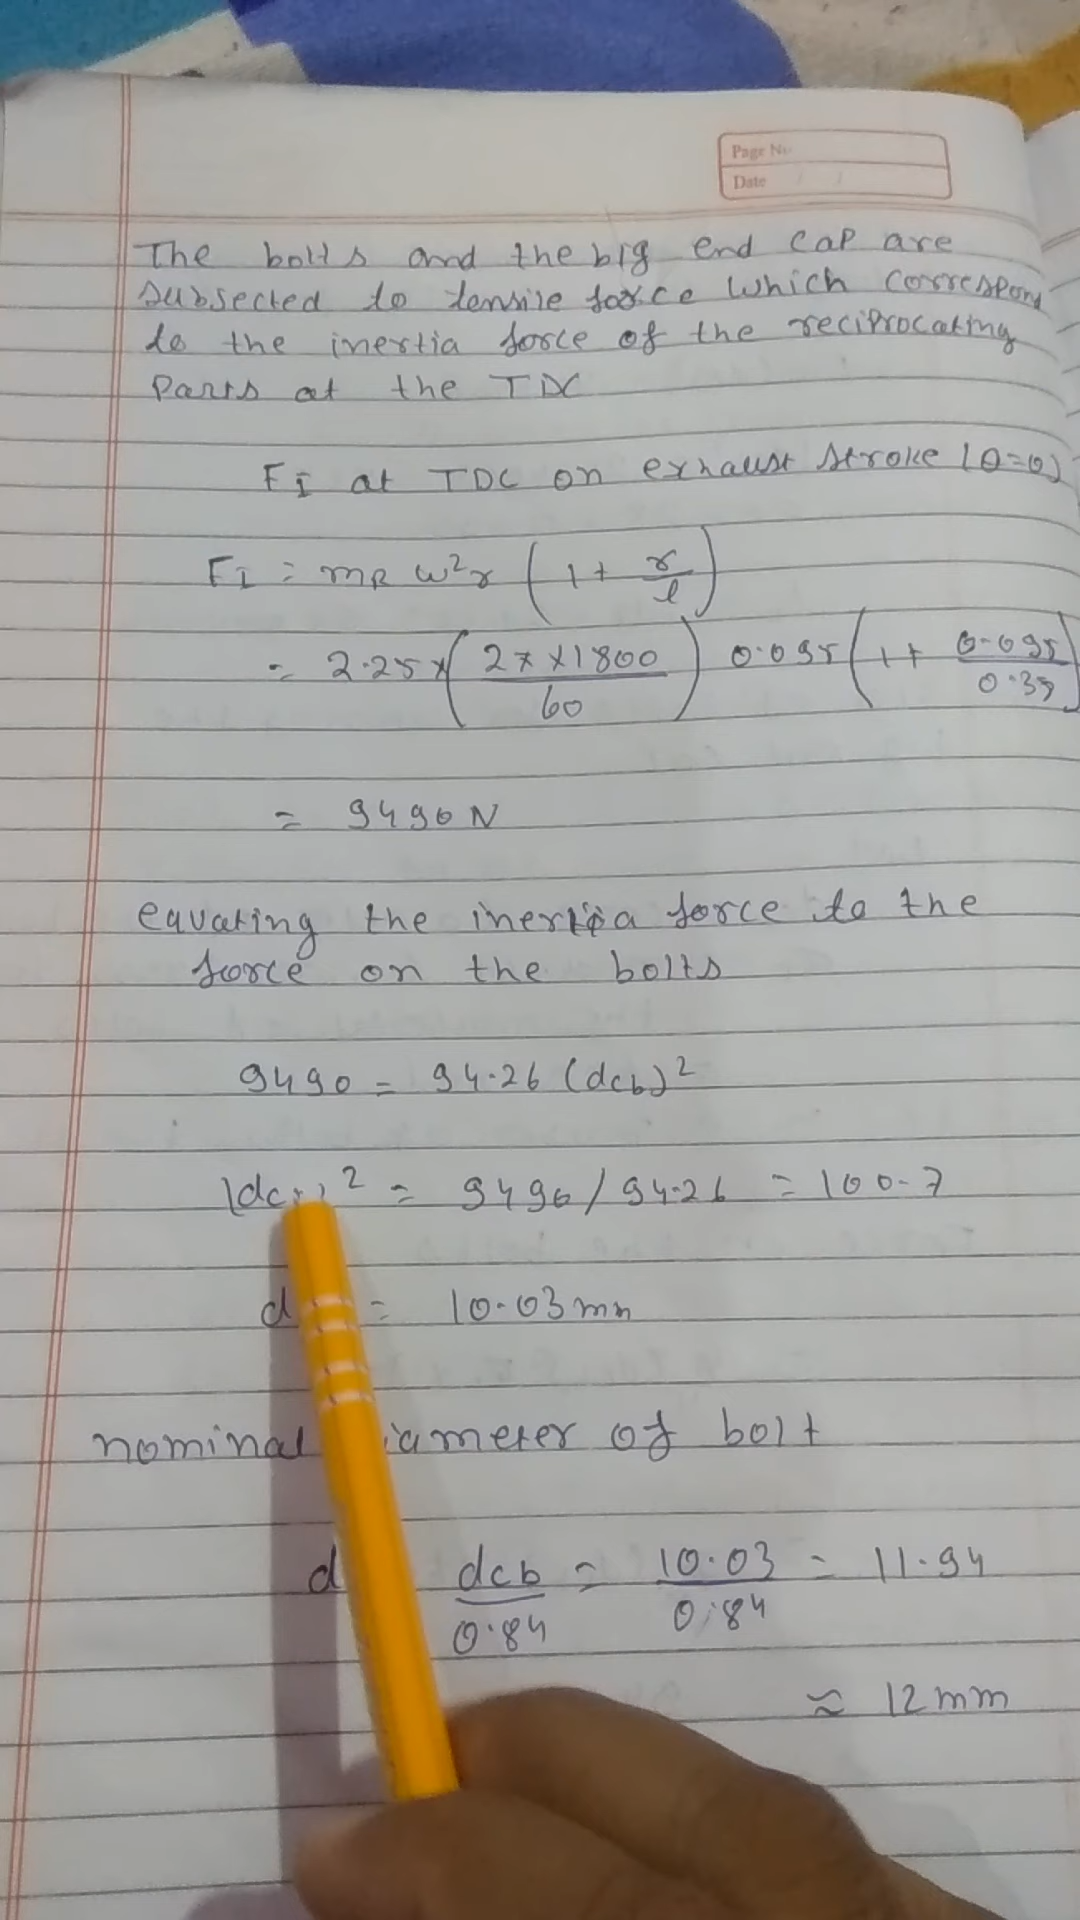 Page No.
Date / /
The bolts and the big end cap are
subsected to tensile force which correspond
to the inertia force of the reciprocating
Parts at the TDC
FI at TDC on exhaust stroke (θ=0)
FI = mR ω²r (1 + r/l)
= 2.25 × (2π×1800/60) 0.095 (1 + 0.095/0.38)
= 9490 N
equating the inertia force to the
force on the bolts
9490 = 94.26 (dcb)²
(dcb)² = 9490/94.26 = 100.7
d = 10.03 mm
nominal iameter of bolt
d dcb/0.84 = 10.03/0.84 = 11.94
≈ 12 mm